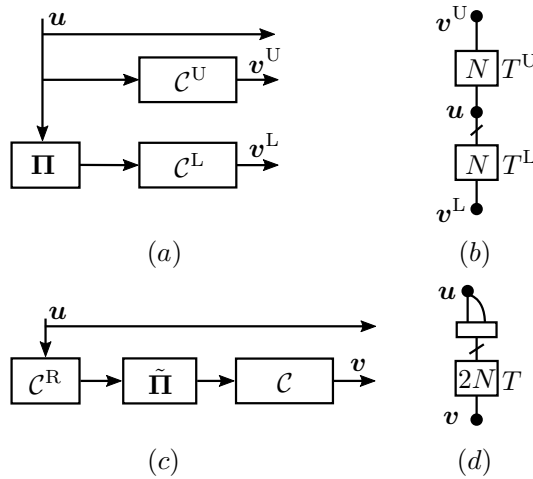 u
C^U v^U
Π C^L v^L
(a)
v^U
N T^U
u
N T^L
v^L
(b)
u
C^R Π̃ C v
(c)
u
2N T
v
(d)